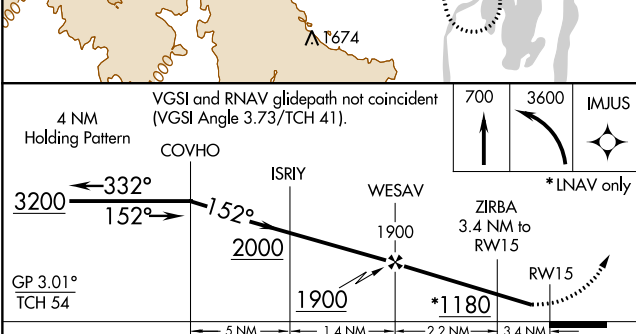 1674
VGSI and RNAV glidepath not coincident
(VGSI Angle 3.73/TCH 41).
4 NM
Holding Pattern
700
3600
IMJUS
*LNAV only
COVHO
ISRIY
WESAV
1900
ZIRBA
3.4 NM to
RW15
RW15
332°
3200
152°
152°
2000
1900
*1180
GP 3.01°
TCH 54
5 NM
1.4 NM
2.2 NM
3.4 NM